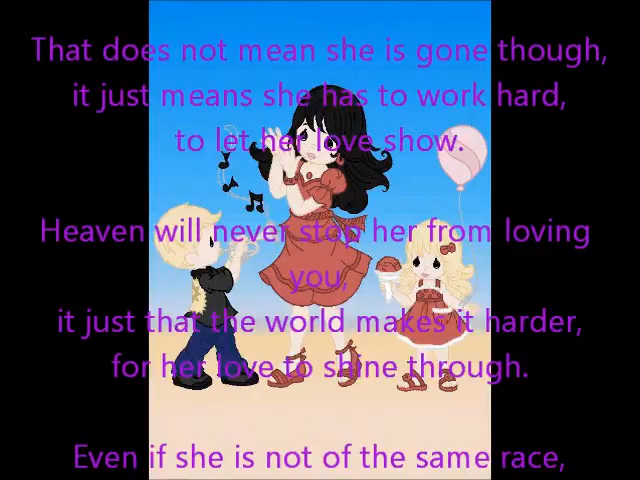 That does not mean she is gone though,
it just means she has to work hard,
to let her love show.
Heaven will never stop her from loving
you,
it just that the world makes it harder,
for her love to shine through.
Even if she is not of the same race,